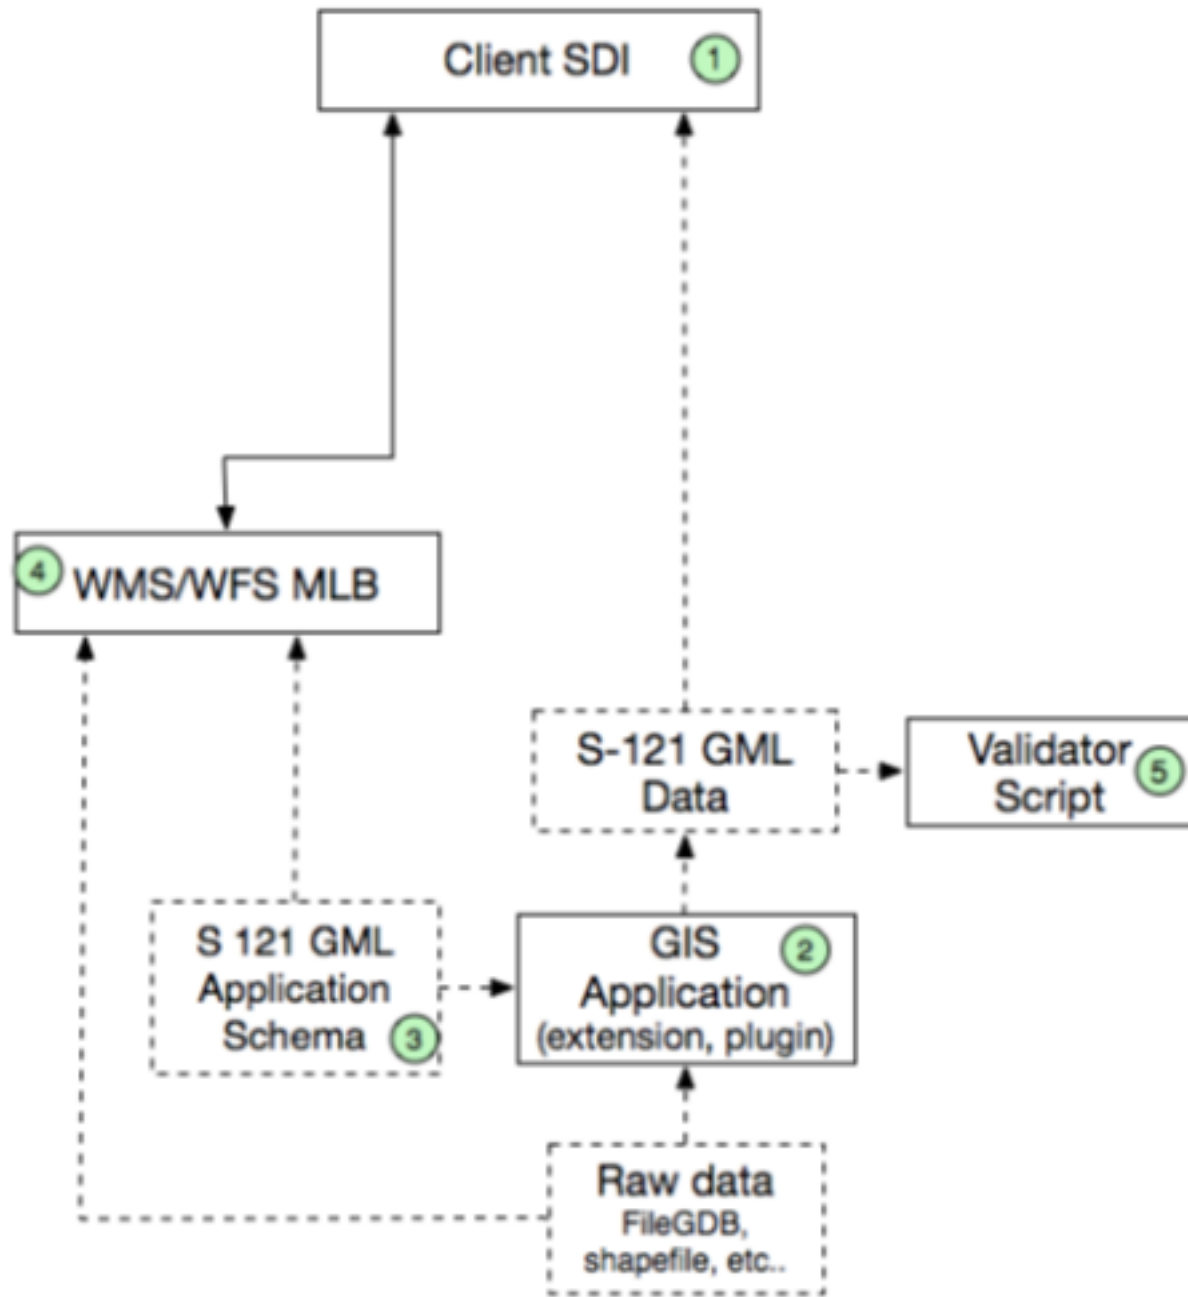 Client SDI 1
4 WMS/WFS MLB
S-121 GML
Data
Validator
Script 5
S 121 GML
Application
Schema 3
GIS 2
Application
(extension, plugin)
Raw data
FileGDB,
shapefile, etc..